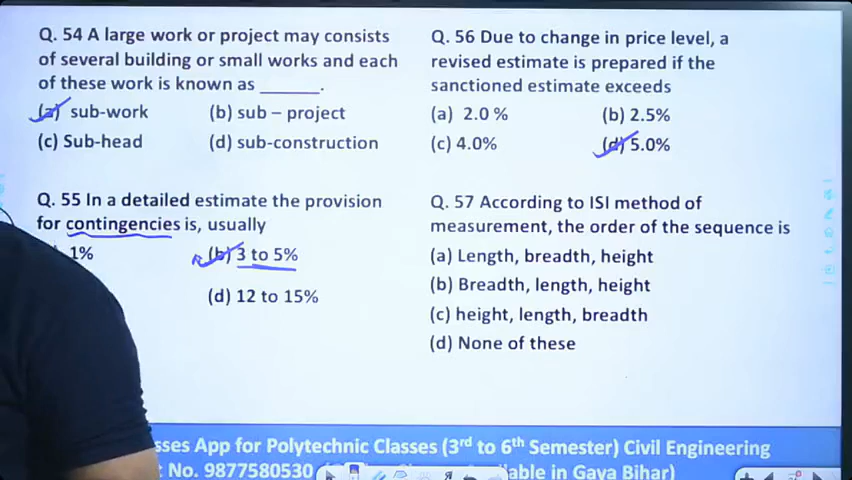 Q. 54 A large work or project may consists
of several building or small works and each
of these work is known as ______.
(a) sub-work (b) sub – project
(c) Sub-head (d) sub-construction
Q. 55 In a detailed estimate the provision
for contingencies is, usually
1% (b) 3 to 5%
(d) 12 to 15%
Q. 56 Due to change in price level, a
revised estimate is prepared if the
sanctioned estimate exceeds
(a) 2.0 % (b) 2.5%
(c) 4.0% (d) 5.0%
Q. 57 According to ISI method of
measurement, the order of the sequence is
(a) Length, breadth, height
(b) Breadth, length, height
(c) height, length, breadth
(d) None of these
App for Polytechnic Classes (3rd to 6th Semester) Civil Engineering
No. 9877580530 in Gaya Bihar)